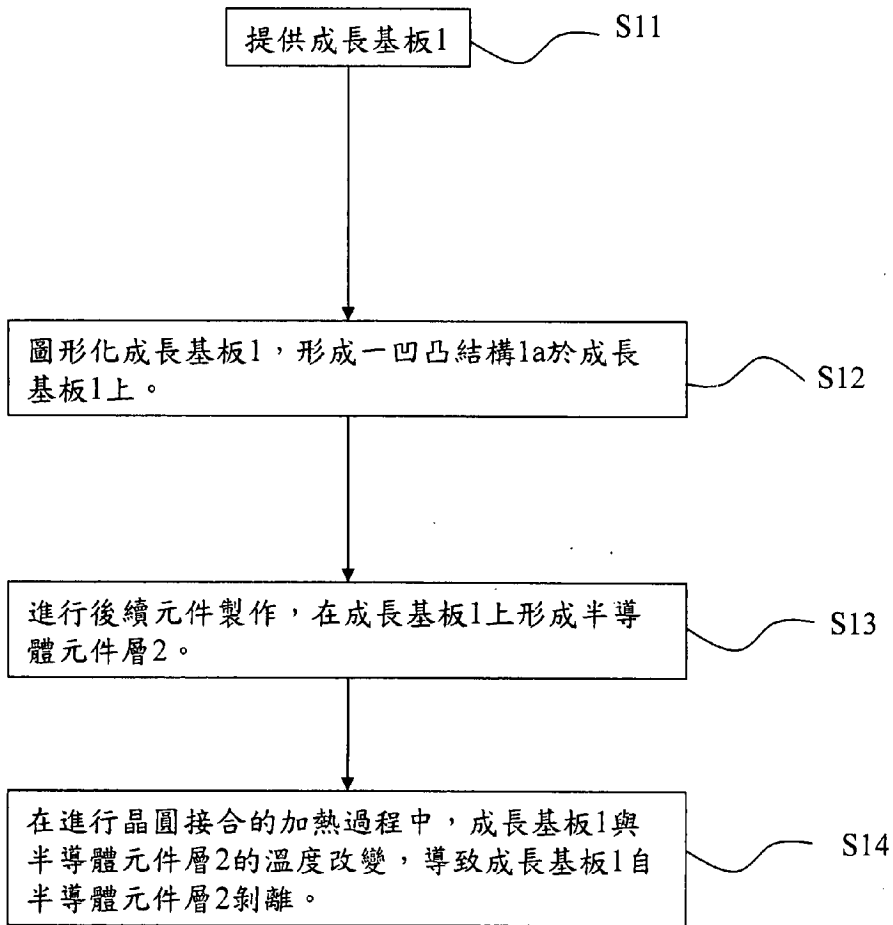 提供成長基板1
S11
圖形化成長基板1，形成一凹凸結構1a於成長
基板1上。
S12
進行後續元件製作，在成長基板1上形成半導
體元件層2。
S13
在進行晶圓接合的加熱過程中，成長基板1與
半導體元件層2的溫度改變，導致成長基板1自
半導體元件層2剝離。
S14